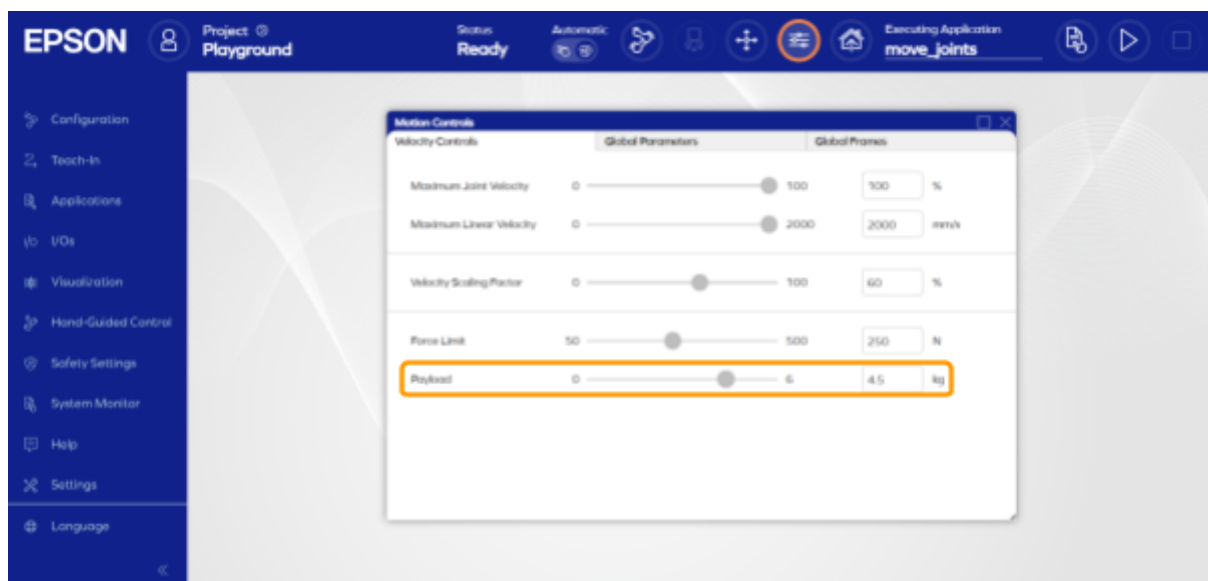 EPSON
Project
Playground
Status
Ready
Automatic
Executing Application
move_joints
Configuration
Teach-In
Applications
I/Os
Visualization
Hand-Guided Control
Safety Settings
System Monitor
Help
Settings
Language
Motion Controls
Velocity Controls Global Parameters Global Frames
Maximum Joint Velocity 0 100 100 %
Maximum Linear Velocity 0 2000 2000 mm/s
Velocity Scaling Factor 0 100 60 %
Force Limit 50 500 250 N
Payload 0 6 4.5 kg